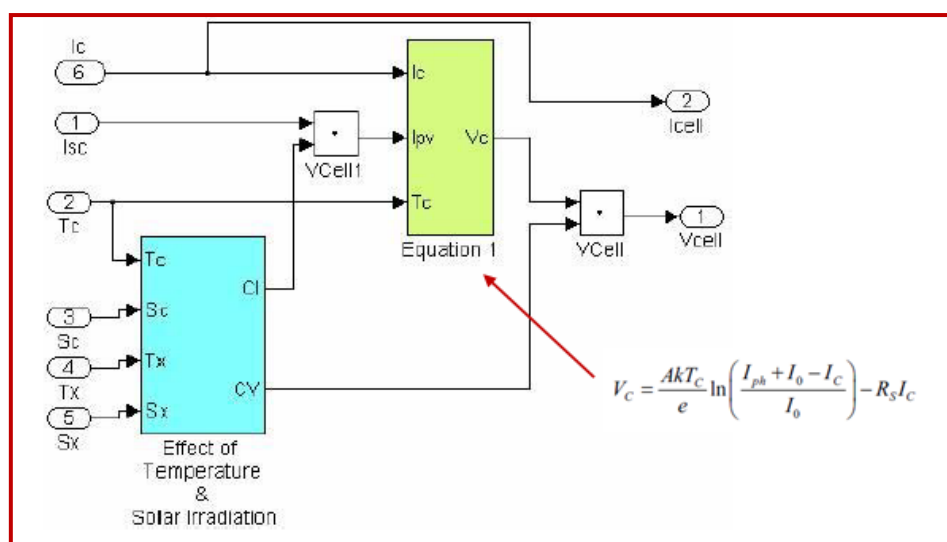 Ic
6
1
Isc
2
Tc
3
Sc
4
Tx
5
Sx
VCell1
Ic
Ipv
Vc
Tc
Equation 1
2
Icell
VCell
1
Vcell
Tc
Sc
Tx
Sx
CI
CV
Effect of
Temperature
&
Solar Irradiation
V_C = \frac{AkT_C}{e} \ln\left(\frac{I_{ph} + I_0 - I_C}{I_0}\right) - R_S I_C